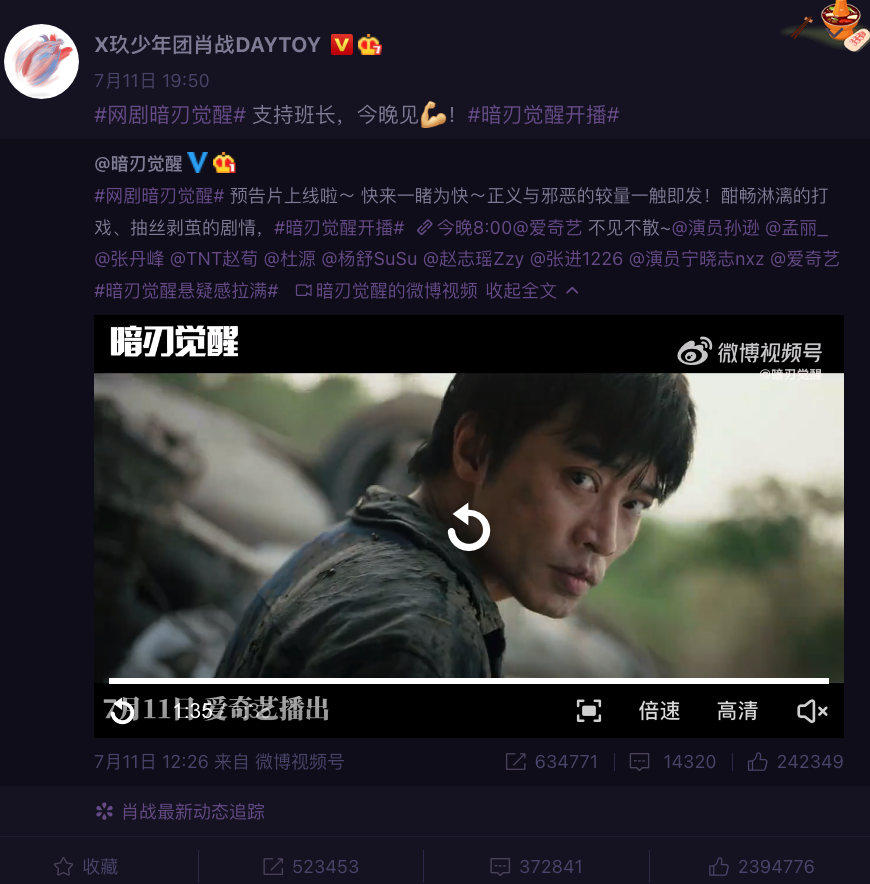 X玖少年团肖战DAYTOY
7月11日 19:50
#网剧暗刃觉醒# 支持班长，今晚见💪！#暗刃觉醒开播#
@暗刃觉醒
#网剧暗刃觉醒# 预告片上线啦～ 快来一睹为快～正义与邪恶的较量一触即发！酣畅淋漓的打
戏、抽丝剥茧的剧情，#暗刃觉醒开播# 今晚8:00@爱奇艺 不见不散~@演员孙逊 @孟丽_
@张丹峰 @TNT赵荀 @杜源 @杨舒SuSu @赵志瑶Zzy @张进1226 @演员宁晓志nxz @爱奇艺
#暗刃觉醒悬疑感拉满# 暗刃觉醒的微博视频 收起全文
暗刃觉醒
微博视频号
@暗刃觉醒
7月11日 爱奇艺播出
1:35
倍速
高清
7月11日 12:26 来自 微博视频号
634771
14320
242349
肖战最新动态追踪
收藏
523453
372841
2394776